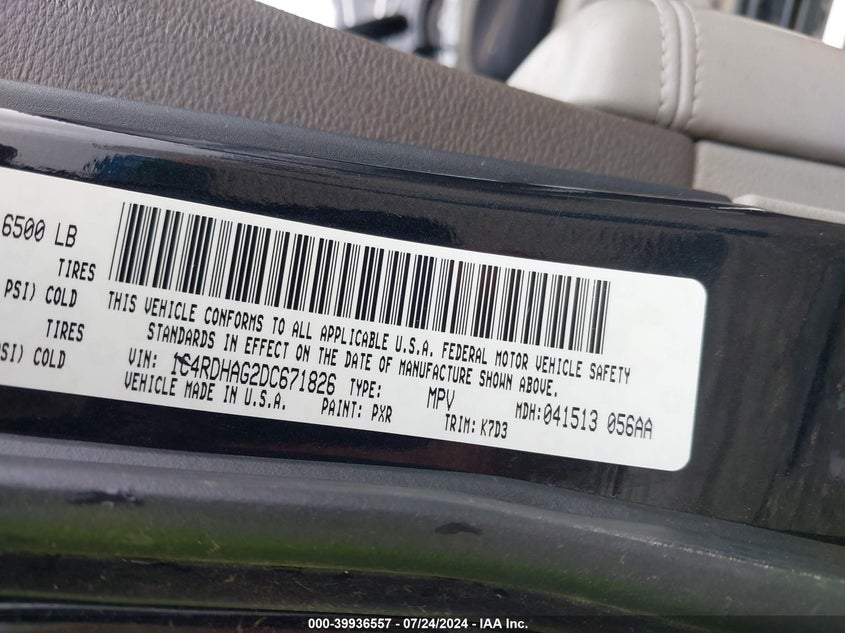 6500 LB
TIRES
PSI) COLD
TIRES
PSI) COLD
THIS VEHICLE CONFORMS TO ALL APPLICABLE U.S.A. FEDERAL MOTOR VEHICLE SAFETY
STANDARDS IN EFFECT ON THE DATE OF MANUFACTURE SHOWN ABOVE.
VIN: 1C4RDHAG2DC671826 TYPE: MPV MDH:041513 056AA
VEHICLE MADE IN U.S.A. PAINT: PXR TRIM: K7D3
000-39936557 - 07/24/2024 - IAA Inc.